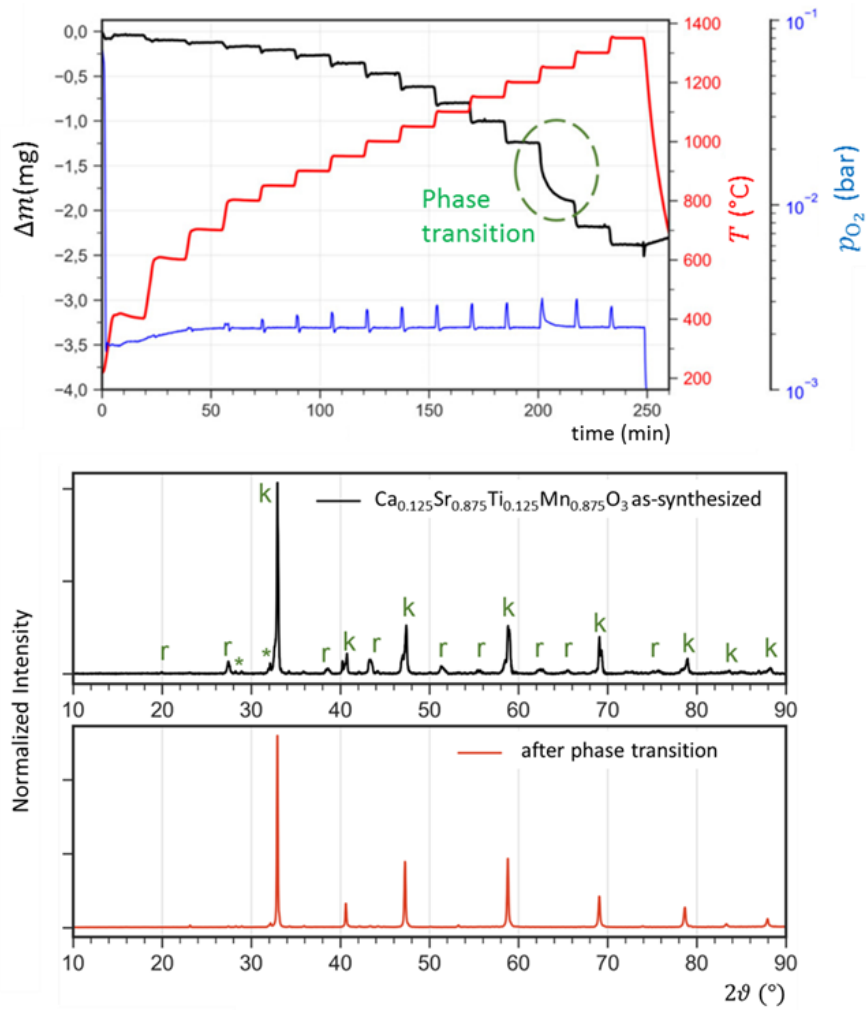 0,0
−0,5
−1,0
−1,5
−2,0
−2,5
−3,0
−3,5
−4,0
Δm(mg)
0 50 100 150 200 250
time (min)
Phase
transition
1400
1200
1000
800
600
400
200
T (°C)
10⁻¹
10⁻²
10⁻³
pO₂ (bar)
Normalized Intensity
k
Ca₀.₁₂₅Sr₀.₈₇₅Ti₀.₁₂₅Mn₀.₈₇₅O₃ as-synthesized
r r * * r k r k r r k r r k r k k k
10 20 30 40 50 60 70 80 90
after phase transition
10 20 30 40 50 60 70 80 90
2ϑ (°)